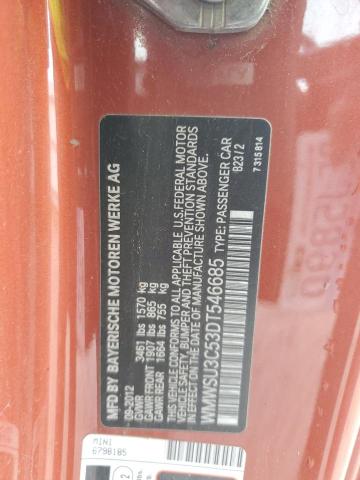 MFD BY BAYERISCHE MOTOREN WERKE AG
09/2012
GVWR 3461 lbs 1570 kg
GAWR FRONT 1907 lbs 865 kg
GAWR REAR 1664 lbs 755 kg
THIS VEHICLE CONFORMS TO ALL APPLICABLE U.S. FEDERAL MOTOR
VEHICLE SAFETY, BUMPER AND THEFT PREVENTION STANDARDS
IN EFFECT ON THE DATE OF MANUFACTURE SHOWN ABOVE.
WMWSU3C53DT546685 TYPE: PASSENGER CAR
B23/2
7 315 814
MINI
6798185
2
lbs.